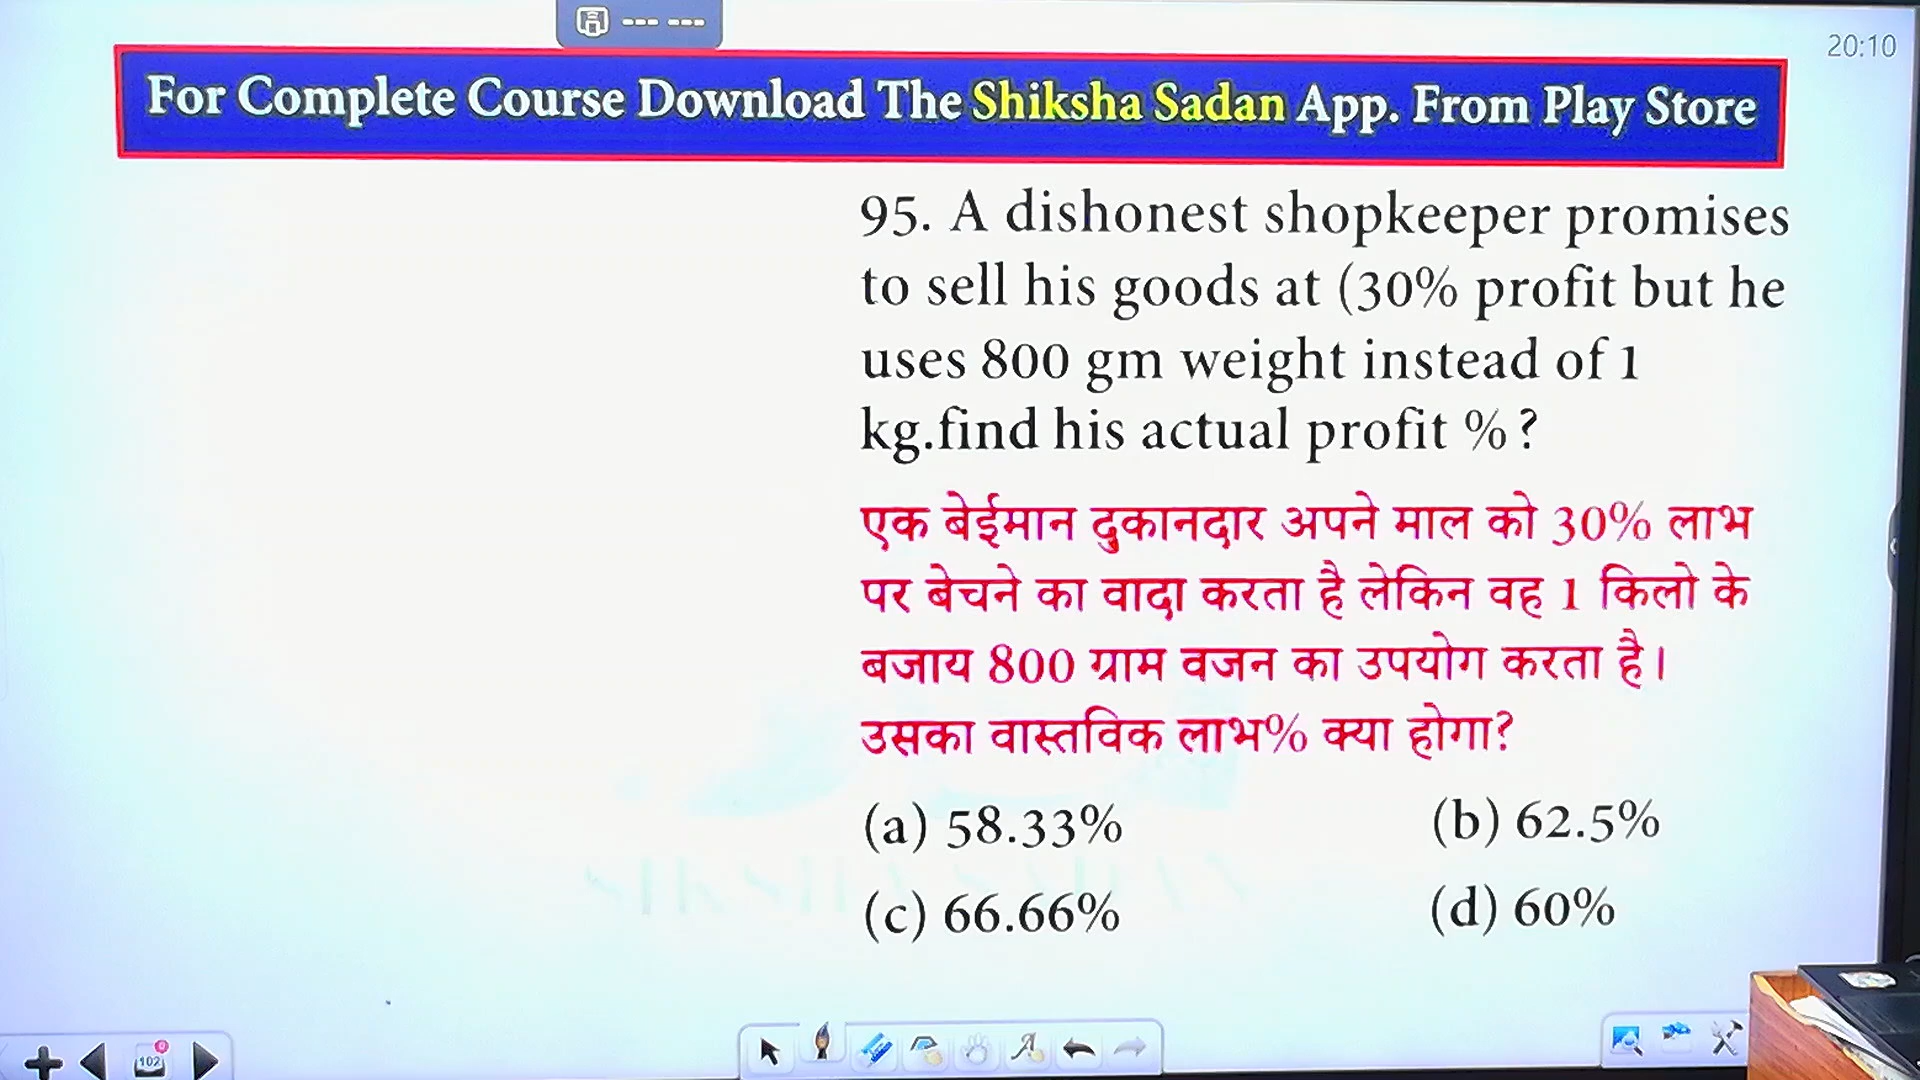 20:10
For Complete Course Download The Shiksha Sadan App. From Play Store
95. A dishonest shopkeeper promises
to sell his goods at (30% profit but he
uses 800 gm weight instead of 1
kg.find his actual profit %?
एक बेईमान दुकानदार अपने माल को 30% लाभ
पर बेचने का वादा करता है लेकिन वह 1 किलो के
बजाय 800 ग्राम वजन का उपयोग करता है।
उसका वास्तविक लाभ% क्या होगा?
(a) 58.33% (b) 62.5%
(c) 66.66% (d) 60%
102